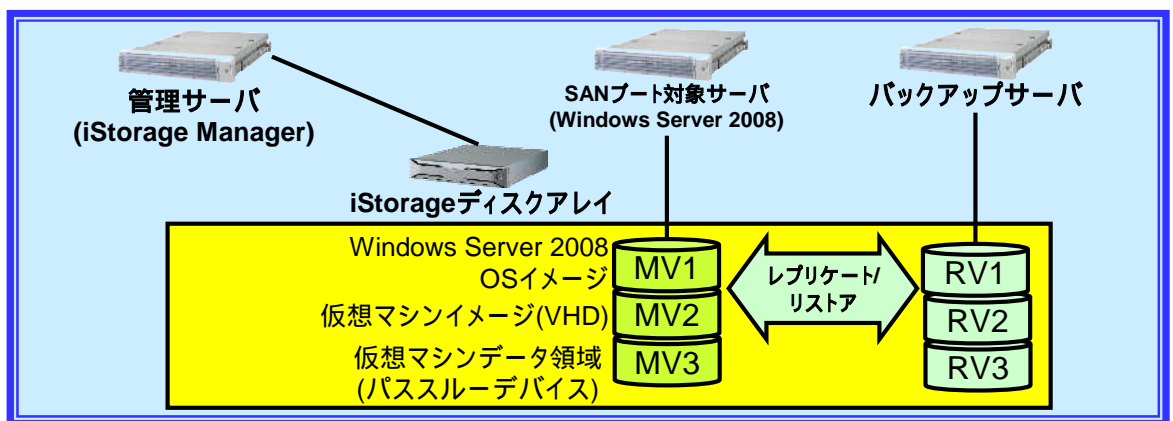 管理サーバ
(iStorage Manager)
SANブート対象サーバ
(Windows Server 2008)
バックアップサーバ
iStorageディスクアレイ
Windows Server 2008
OSイメージ
MV1
仮想マシンイメージ(VHD)
MV2
仮想マシンデータ領域
(パススルーデバイス)
MV3
レプリケート/
リストア
RV1
RV2
RV3